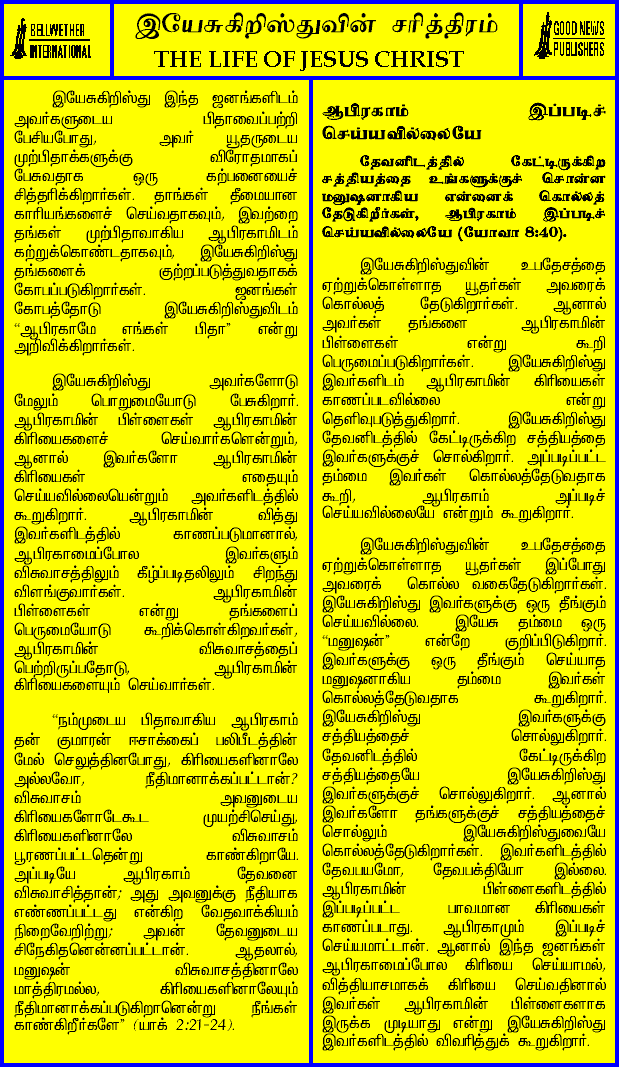 BELLWETHER
INTERNATIONAL
இயேசுகிறிஸ்துவின் சரித்திரம்
THE LIFE OF JESUS CHRIST
GOOD NEWS
PUBLISHERS
இயேசுகிறிஸ்து இந்த ஜனங்களிடம்
அவர்களுடைய பிதாவைப்பற்றி
பேசியபோது, அவர் யூதருடைய
முற்பிதாக்களுக்கு விரோதமாகப்
பேசுவதாக ஒரு கற்பனையைச்
சித்தரிக்கிறார்கள். தாங்கள் தீமையான
காரியங்களைச் செய்வதாகவும், இவற்றை
தங்கள் முற்பிதாவாகிய ஆபிரகாமிடம்
கற்றுக்கொண்டதாகவும், இயேசுகிறிஸ்து
தங்களைக் குற்றப்படுத்துவதாகக்
கோபப்படுகிறார்கள். ஜனங்கள்
கோபத்தோடு இயேசுகிறிஸ்துவிடம்
“ஆபிரகாமே எங்கள் பிதா” என்று
அறிவிக்கிறார்கள்.
இயேசுகிறிஸ்து அவர்களோடு
மேலும் பொறுமையோடு பேசுகிறார்.
ஆபிரகாமின் பிள்ளைகள் ஆபிரகாமின்
கிரியைகளைச் செய்வார்களென்றும்,
ஆனால் இவர்களோ ஆபிரகாமின்
கிரியைகள் எதையும்
செய்யவில்லையென்றும் அவர்களிடத்தில்
கூறுகிறார். ஆபிரகாமின் வித்து
இவர்களிடத்தில் காணப்படுமானால்,
ஆபிரகாமைப்போல இவர்களும்
விசுவாசத்திலும் கீழ்ப்படிதலிலும் சிறந்து
விளங்குவார்கள். ஆபிரகாமின்
பிள்ளைகள் என்று தங்களைப்
பெருமையோடு கூறிக்கொள்கிறவர்கள்,
ஆபிரகாமின் விசுவாசத்தைப்
பெற்றிருப்பதோடு, ஆபிரகாமின்
கிரியைகளையும் செய்வார்கள்.
“நம்முடைய பிதாவாகிய ஆபிரகாம்
தன் குமாரன் ஈசாக்கைப் பலிபீடத்தின்
மேல் செலுத்தினபோது, கிரியைகளினாலே
அல்லவோ, நீதிமானாக்கப்பட்டான்?
விசுவாசம் அவனுடைய
கிரியைகளோடேகூட முயற்சிசெய்து,
கிரியைகளினாலே விசுவாசம்
பூரணப்பட்டதென்று காண்கிறாயே.
அப்படியே ஆபிரகாம் தேவனை
விசுவாசித்தான்; அது அவனுக்கு நீதியாக
எண்ணப்பட்டது என்கிற வேதவாக்கியம்
நிறைவேறிற்று; அவன் தேவனுடைய
சிநேகிதனென்னப்பட்டான். ஆதலால்,
மனுஷன் விசுவாசத்தினாலே
மாத்திரமல்ல, கிரியைகளினாலேயும்
நீதிமானாக்கப்படுகிறானென்று நீங்கள்
காண்கிறீர்களே” (யாக் 2:21-24).
ஆபிரகாம் இப்படிச்
செய்யவில்லையே
தேவனிடத்தில் கேட்டிருக்கிற
சத்தியத்தை உங்களுக்குச் சொன்ன
மனுஷனாகிய என்னைக் கொல்லத்
தேடுகிறீர்கள், ஆபிரகாம் இப்படிச்
செய்யவில்லையே (யோவா 8:40).
இயேசுகிறிஸ்துவின் உபதேசத்தை
ஏற்றுக்கொள்ளாத யூதர்கள் அவரைக்
கொல்லத் தேடுகிறார்கள். ஆனால்
அவர்கள் தங்களை ஆபிரகாமின்
பிள்ளைகள் என்று கூறி
பெருமைப்படுகிறார்கள். இயேசுகிறிஸ்து
இவர்களிடம் ஆபிரகாமின் கிரியைகள்
காணப்படவில்லை என்று
தெளிவுபடுத்துகிறார். இயேசுகிறிஸ்து
தேவனிடத்தில் கேட்டிருக்கிற சத்தியத்தை
இவர்களுக்குச் சொல்கிறார். அப்படிப்பட்ட
தம்மை இவர்கள் கொல்லத்தேடுவதாக
கூறி, ஆபிரகாம் அப்படிச்
செய்யவில்லையே என்றும் கூறுகிறார்.
இயேசுகிறிஸ்துவின் உபதேசத்தை
ஏற்றுக்கொள்ளாத யூதர்கள் இப்போது
அவரைக் கொல்ல வகைதேடுகிறார்கள்.
இயேசுகிறிஸ்து இவர்களுக்கு ஒரு தீங்கும்
செய்யவில்லை. இயேசு தம்மை ஒரு
“மனுஷன்” என்றே குறிப்பிடுகிறார்.
இவர்களுக்கு ஒரு தீங்கும் செய்யாத
மனுஷனாகிய தம்மை இவர்கள்
கொல்லத்தேடுவதாக கூறுகிறார்.
இயேசுகிறிஸ்து இவர்களுக்கு
சத்தியத்தைச் சொல்லுகிறார்.
தேவனிடத்தில் கேட்டிருக்கிற
சத்தியத்தையே இயேசுகிறிஸ்து
இவர்களுக்குச் சொல்லுகிறார். ஆனால்
இவர்களோ தங்களுக்குச் சத்தியத்தைச்
சொல்லும் இயேசுகிறிஸ்துவையே
கொல்லத்தேடுகிறார்கள். இவர்களிடத்தில்
தேவபயமோ, தேவபக்தியோ இல்லை.
ஆபிரகாமின் பிள்ளைகளிடத்தில்
இப்படிப்பட்ட பாவமான கிரியைகள்
காணப்படாது. ஆபிரகாமும் இப்படிச்
செய்யமாட்டான். ஆனால் இந்த ஜனங்கள்
ஆபிரகாமைப்போல கிரியை செய்யாமல்,
வித்தியாசமாகக் கிரியை செய்வதினால்
இவர்கள் ஆபிரகாமின் பிள்ளைகளாக
இருக்க முடியாது என்று இயேசுகிறிஸ்து
இவர்களிடத்தில் விவரித்துக் கூறுகிறார்.